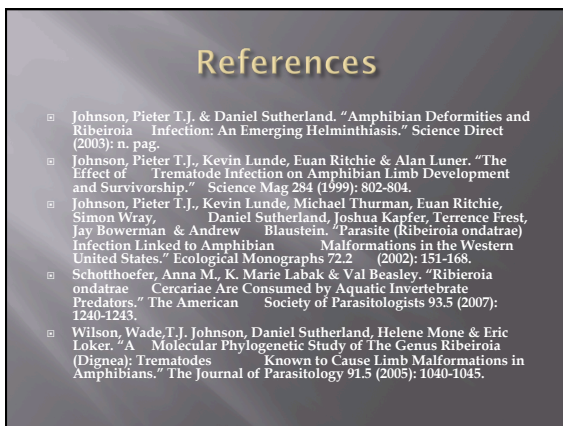 References
Johnson, Pieter T.J. & Daniel Sutherland. “Amphibian Deformities and
Ribeiroia Infection: An Emerging Helminthiasis.” Science Direct
(2003): n. pag.
Johnson, Pieter T.J., Kevin Lunde, Euan Ritchie & Alan Luner. “The
Effect of Trematode Infection on Amphibian Limb Development
and Survivorship.” Science Mag 284 (1999): 802-804.
Johnson, Pieter T.J., Kevin Lunde, Michael Thurman, Euan Ritchie,
Simon Wray, Daniel Sutherland, Joshua Kapfer, Terrence Frest,
Jay Bowerman & Andrew Blaustein. “Parasite (Ribeiroia ondatrae)
Infection Linked to Amphibian Malformations in the Western
United States.” Ecological Monographs 72.2 (2002): 151-168.
Schotthoefer, Anna M., K. Marie Labak & Val Beasley. “Ribieroia
ondatrae Cercariae Are Consumed by Aquatic Invertebrate
Predators.” The American Society of Parasitologists 93.5 (2007):
1240-1243.
Wilson, Wade,T.J. Johnson, Daniel Sutherland, Helene Mone & Eric
Loker. “A Molecular Phylogenetic Study of The Genus Ribeiroia
(Dignea): Trematodes Known to Cause Limb Malformations in
Amphibians.” The Journal of Parasitology 91.5 (2005): 1040-1045.